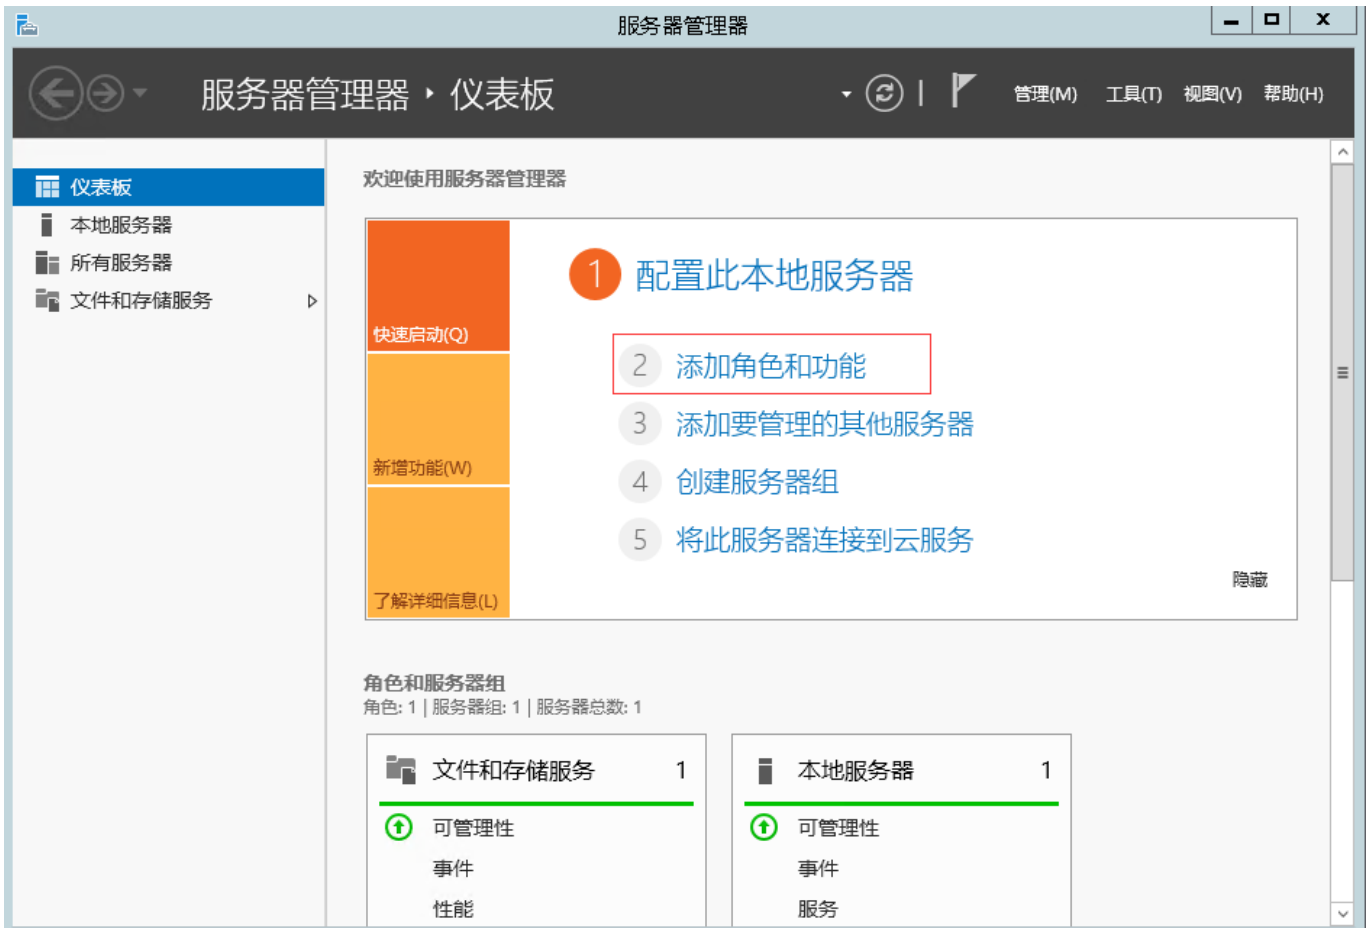 服务器管理器
服务器管理器 ‣ 仪表板
管理(M) 工具(T) 视图(V) 帮助(H)
仪表板
本地服务器
所有服务器
文件和存储服务
欢迎使用服务器管理器
快速启动(Q)
新增功能(W)
了解详细信息(L)
1 配置此本地服务器
2 添加角色和功能
3 添加要管理的其他服务器
4 创建服务器组
5 将此服务器连接到云服务
隐藏
角色和服务器组
角色: 1 | 服务器组: 1 | 服务器总数: 1
文件和存储服务 1
可管理性
事件
性能
本地服务器 1
可管理性
事件
服务